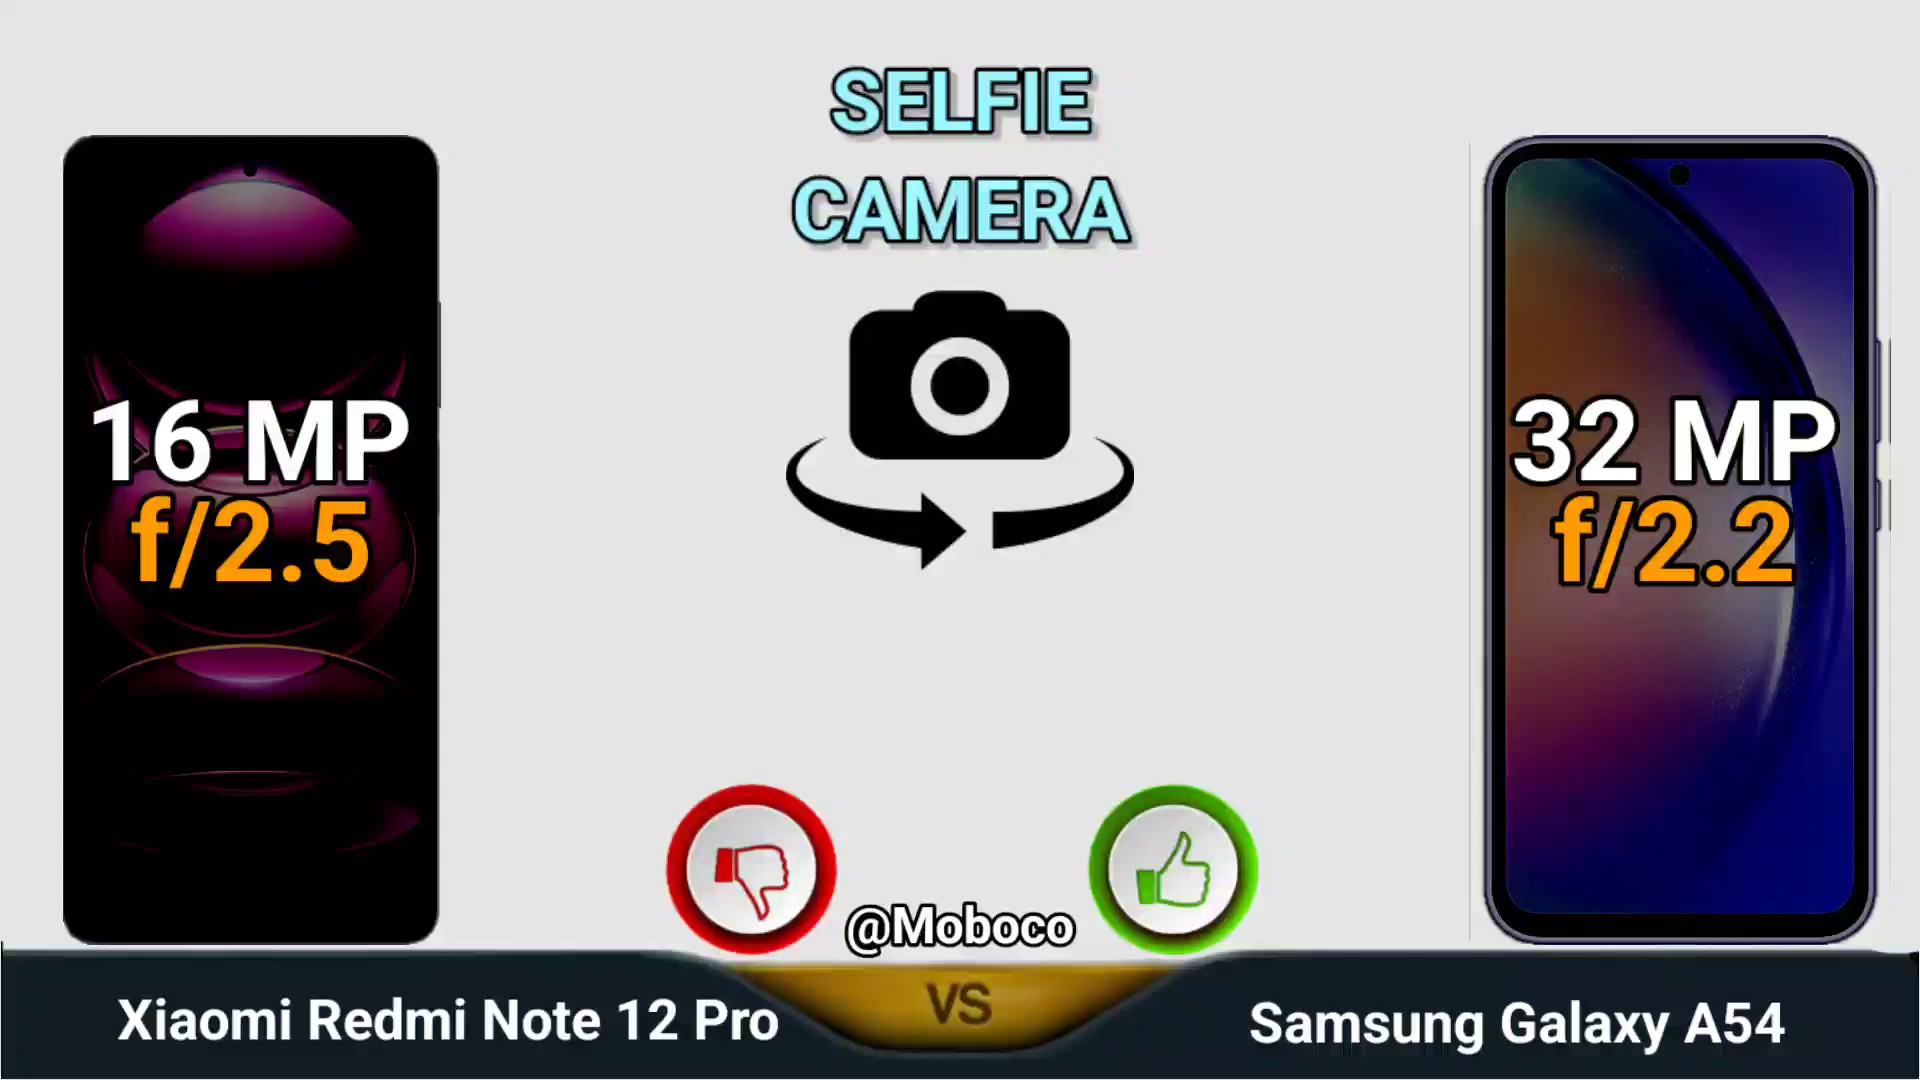 SELFIE
CAMERA
16 MP
f/2.5
32 MP
f/2.2
@Moboco
Xiaomi Redmi Note 12 Pro
VS
Samsung Galaxy A54